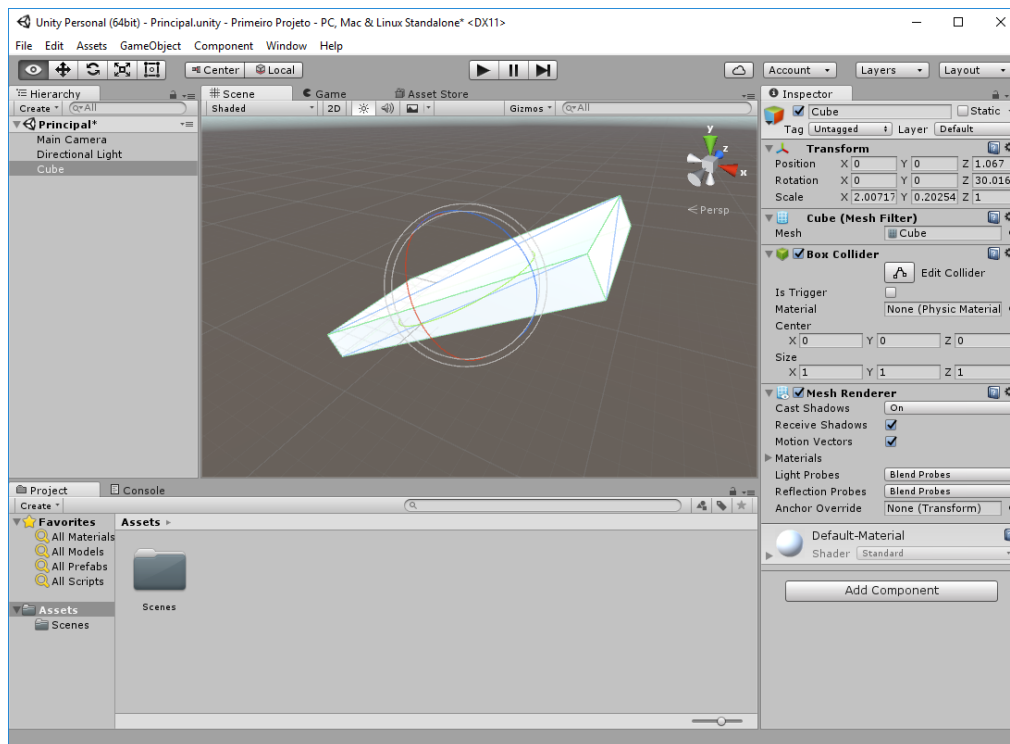 Unity Personal (64bit) - Principal.unity - Primeiro Projeto - PC, Mac & Linux Standalone* <DX11>
File Edit Assets GameObject Component Window Help
Center Local Account Layers Layout
Hierarchy
Create All
Principal*
Main Camera
Directional Light
Cube
Scene Game Asset Store
Shaded 2D Gizmos All
y
z
x
Persp
Inspector
Cube Static
Tag Untagged Layer Default
Transform
Position X 0 Y 0 Z 1.067
Rotation X 0 Y 0 Z 30.016
Scale X 2.00717 Y 0.20254 Z 1
Cube (Mesh Filter)
Mesh Cube
Box Collider
Edit Collider
Is Trigger
Material None (Physic Material
Center
X 0 Y 0 Z 0
Size
X 1 Y 1 Z 1
Mesh Renderer
Cast Shadows On
Receive Shadows
Motion Vectors
Materials
Light Probes Blend Probes
Reflection Probes Blend Probes
Anchor Override None (Transform)
Default-Material
Shader Standard
Add Component
Project Console
Create
Favorites
All Materials
All Models
All Prefabs
All Scripts
Assets
Scenes
Assets
Scenes